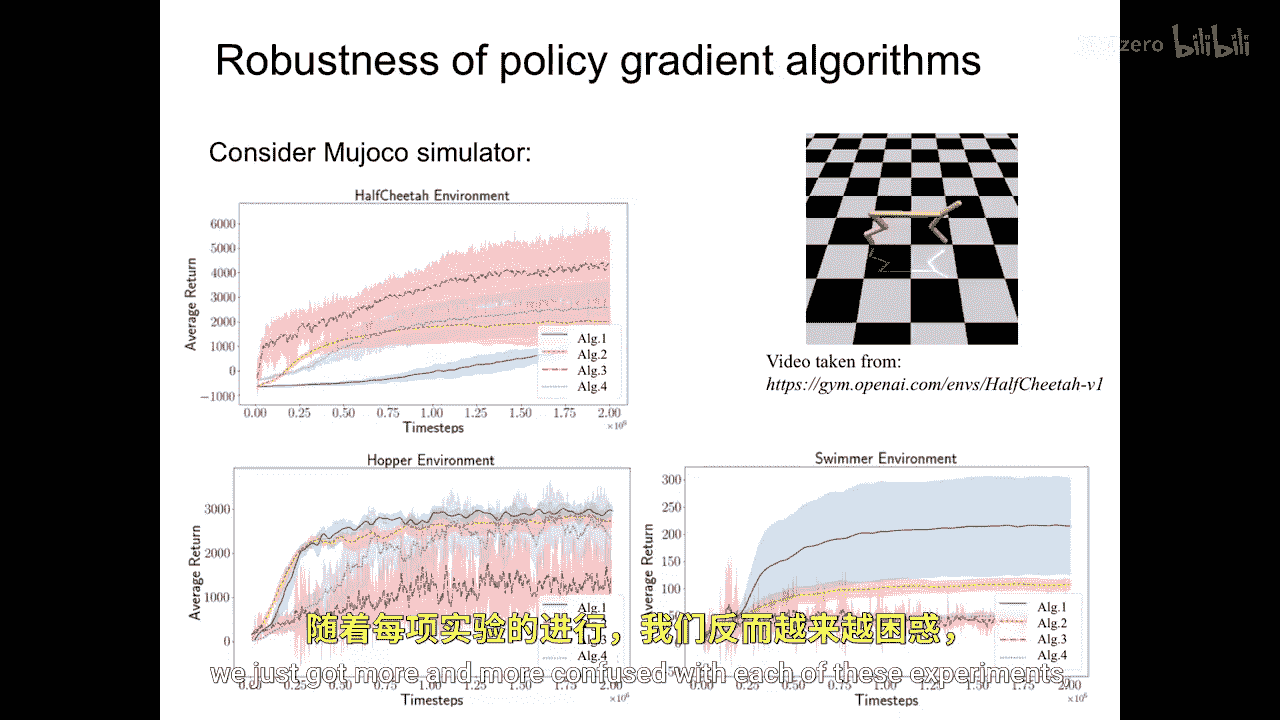 Robustness of policy gradient algorithms
zero bilibili
Consider Mujoco simulator:
HalfCheetah Environment
Average Return
6000
5000
4000
3000
2000
1000
0
−1000
0.00 0.25 0.50 0.75 1.00 1.25 1.50 1.75 2.00
Timesteps
×10⁶
Alg.1
Alg.2
Alg.3
Alg.4
Video taken from:
https://gym.openai.com/envs/HalfCheetah-v1
Hopper Environment
Average Return
3000
2000
1000
0
Alg.4
2.00
Timesteps
×10⁶
Swimmer Environment
Average Return
300
250
200
150
100
Alg.1
Alg.2
Alg.3
Alg.4
Timesteps
×10⁶
随着每项实验的进行，我们反而越来越困惑，
we just got more and more confused with each of these experiments,